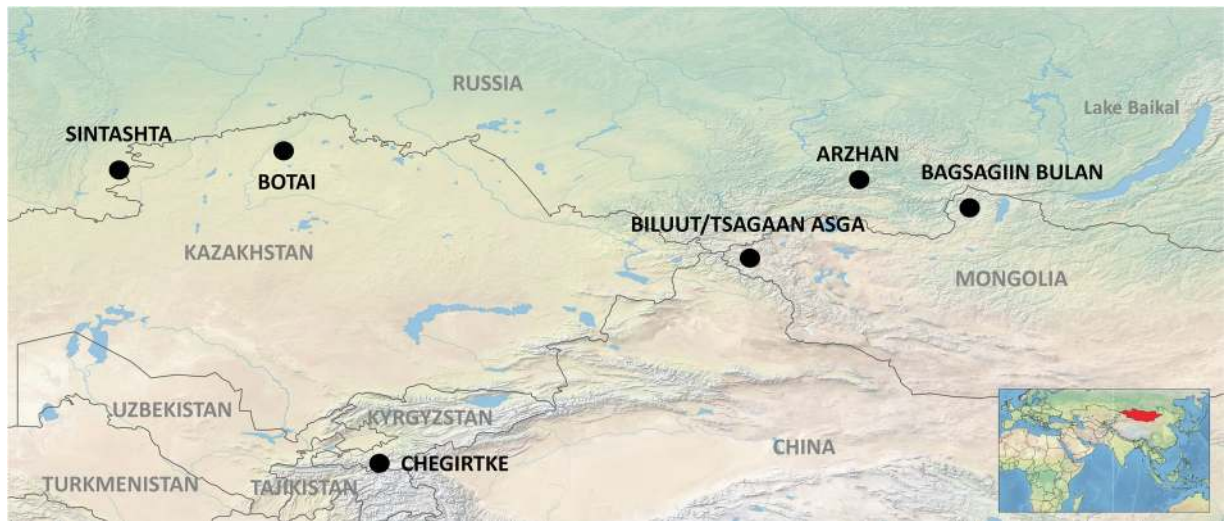 RUSSIA
Lake Baikal
SINTASHTA
BOTAI
ARZHAN
BAGSAGIIN BULAN
BILUUT/TSAGAAN ASGA
KAZAKHSTAN
MONGOLIA
UZBEKISTAN
KYRGYZSTAN
CHINA
CHEGIRTKE
TURKMENISTAN
TAJIKISTAN